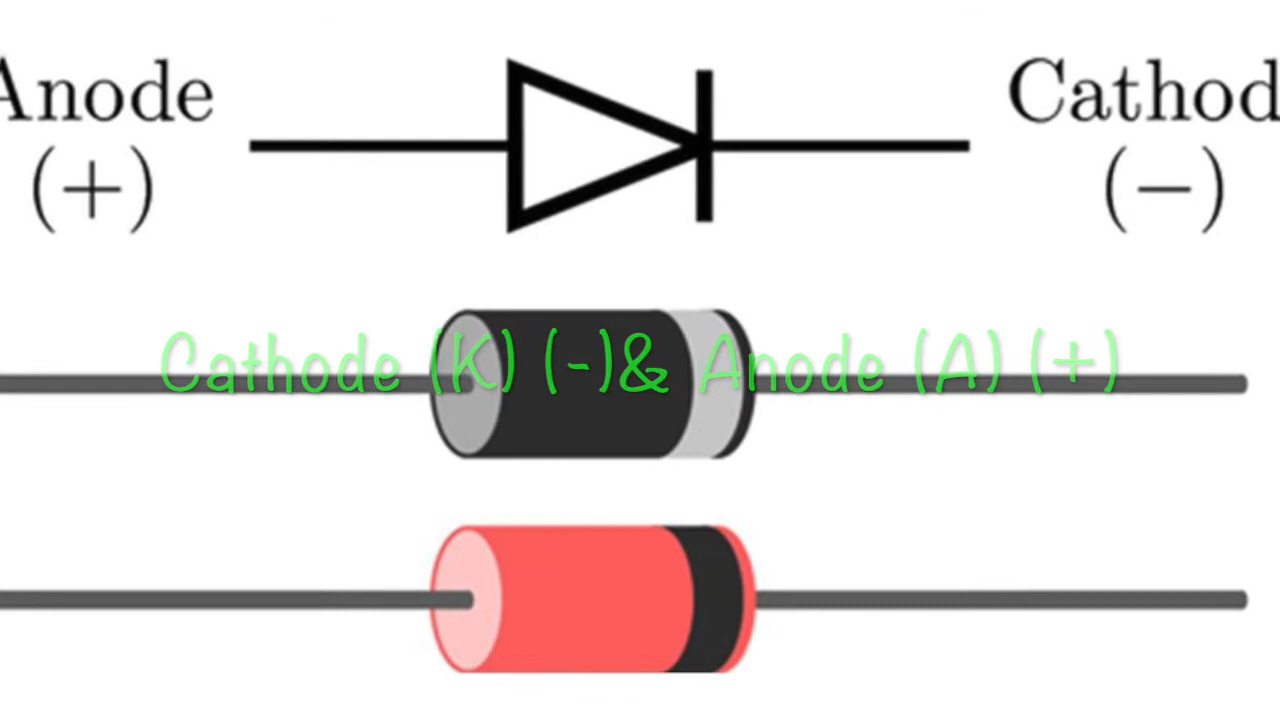 Anode
(+)
Cathod
(−)
Cathode (K) (-)& Anode (A) (+)